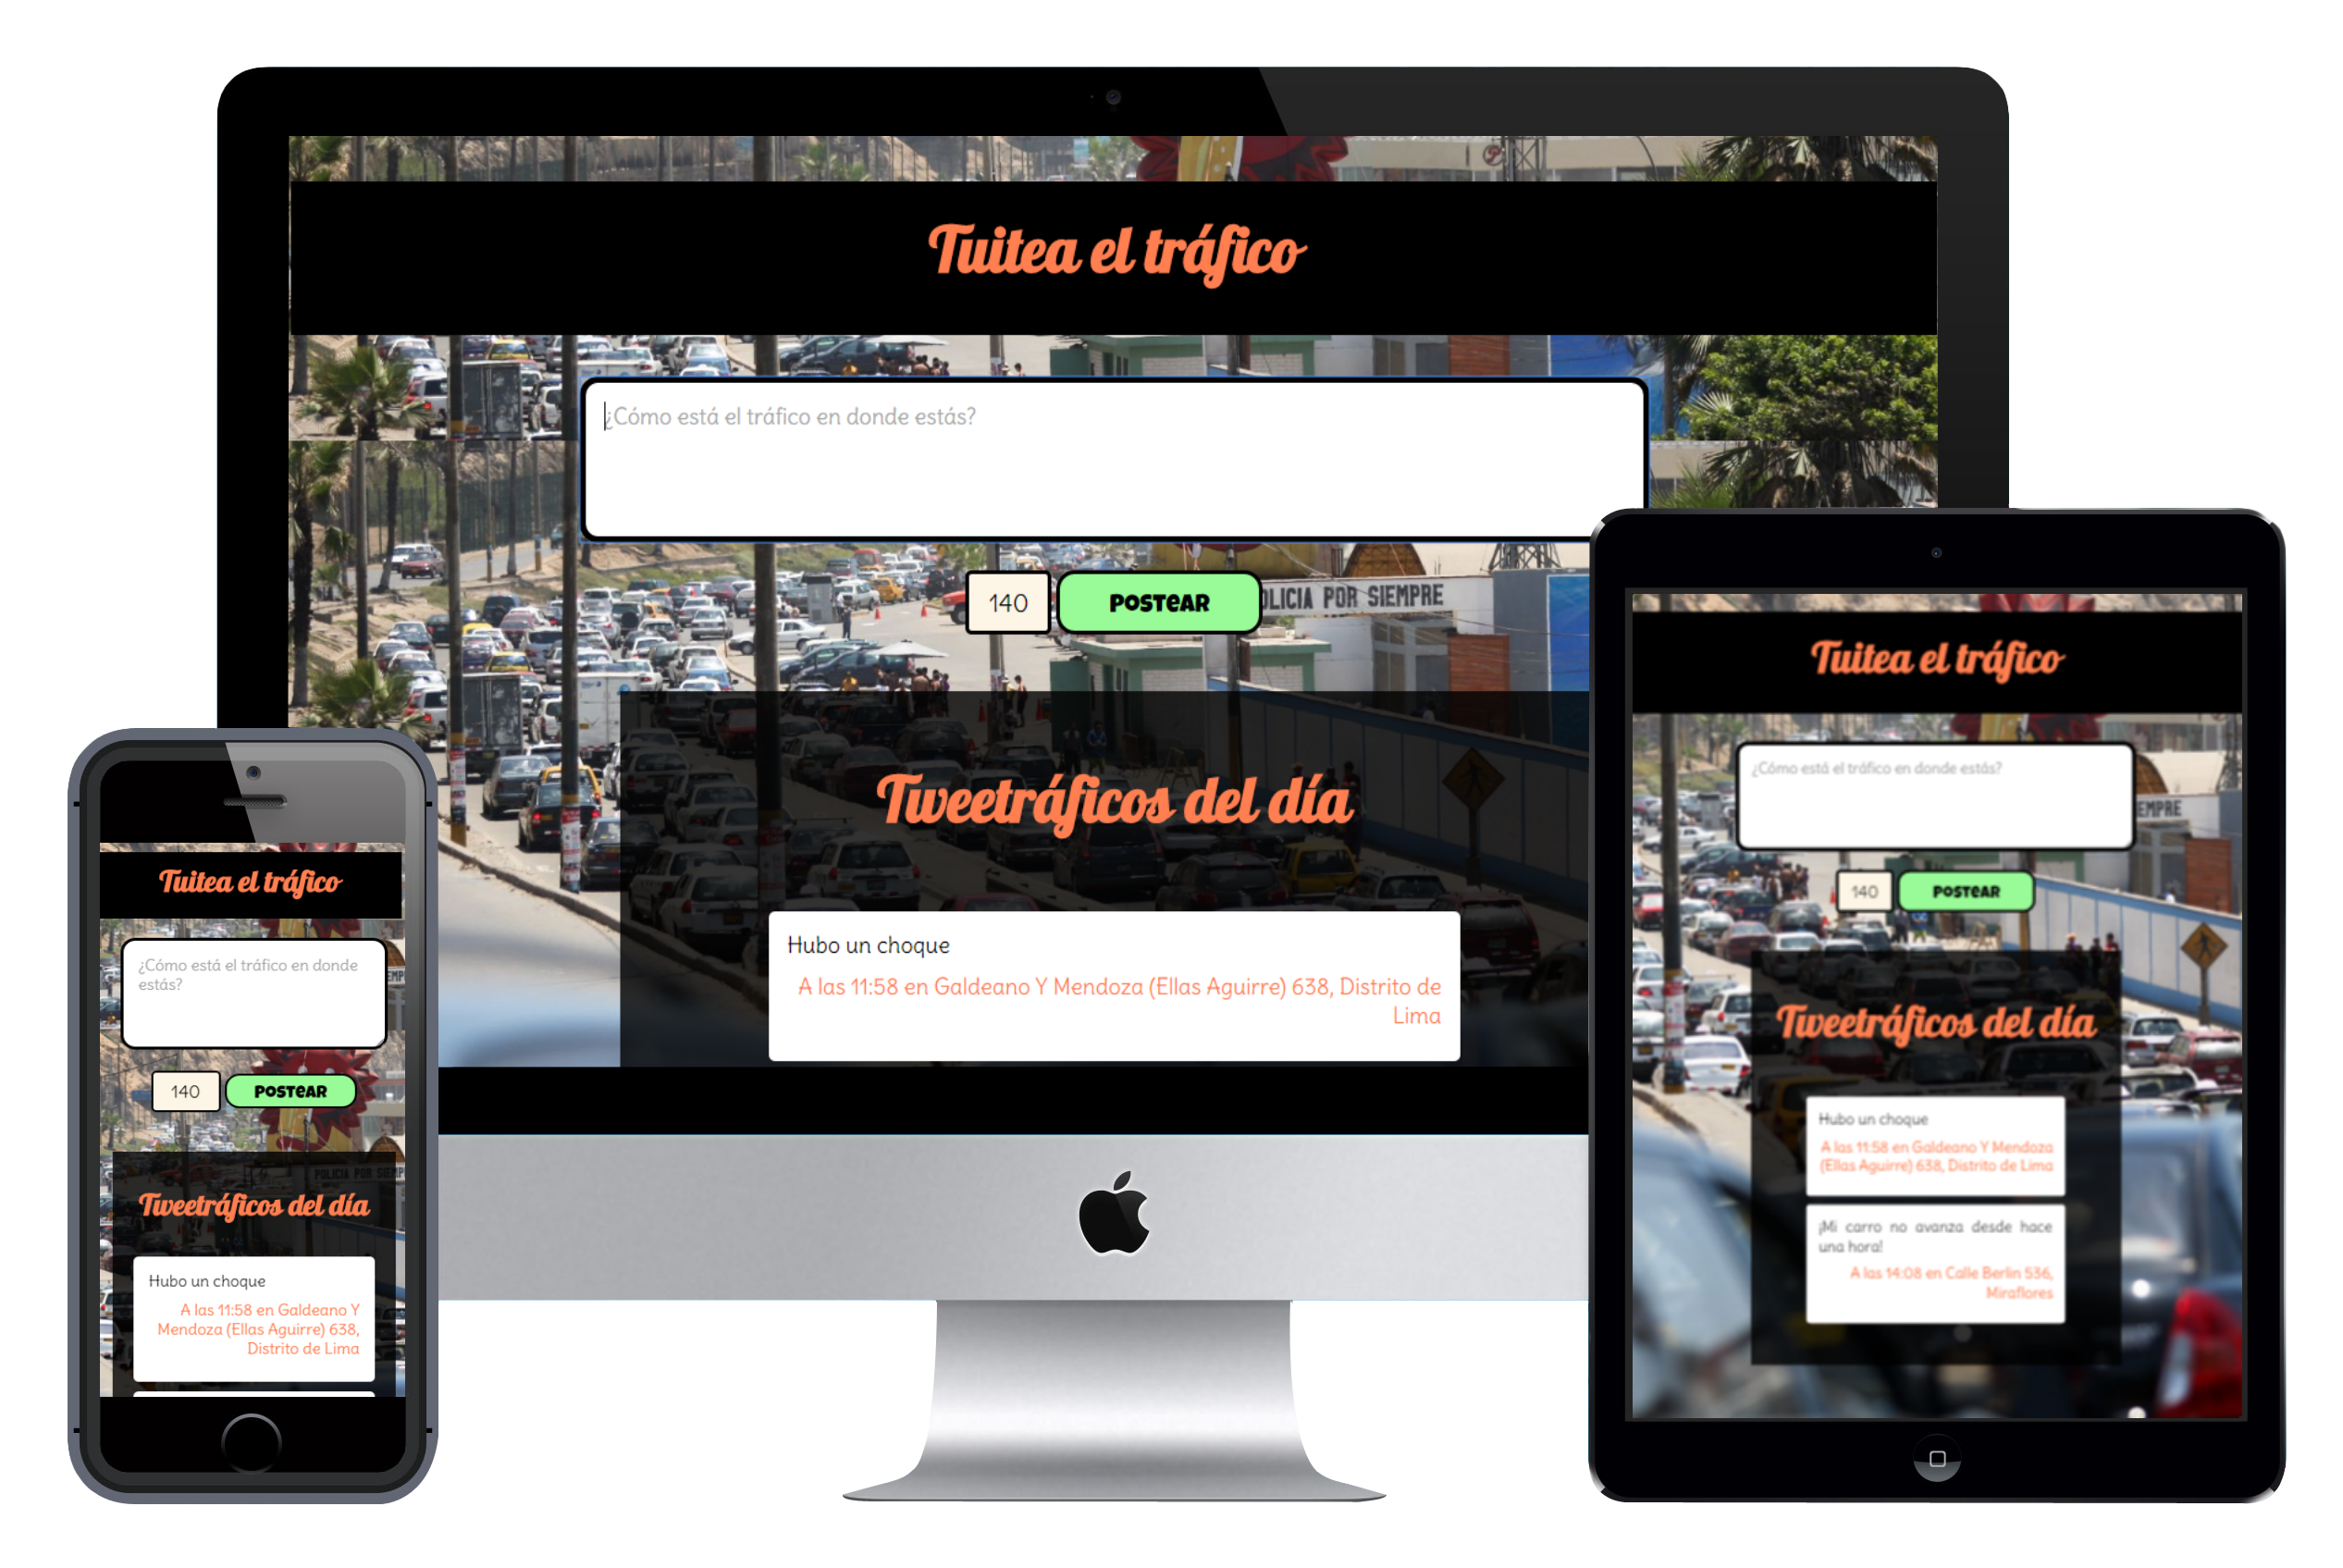 Tuitea el tráfico
¿Cómo está el tráfico en donde estás?
140
POSTEAR
POLICIA POR SIEMPRE
Tweetráficos del día
Hubo un choque
A las 11:58 en Galdeano Y Mendoza (Ellas Aguirre) 638, Distrito de
Lima
Tuitea el tráfico
¿Cómo está el tráfico en donde
estás?
140
POSTEAR
POLICIA POR SIEMP
Tweetráficos del día
Hubo un choque
A las 11:58 en Galdeano Y
Mendoza (Ellas Aguirre) 638,
Distrito de Lima
Tuitea el tráfico
¿Cómo está el tráfico en donde estás?
EMPRE
140
POSTEAR
Tweetráficos del día
Hubo un choque
A las 11:58 en Galdeano Y Mendoza
(Ellas Aguirre) 638, Distrito de Lima
¡Mi carro no avanza desde hace
una hora!
A las 14:08 en Calle Berlin 536,
Miraflores